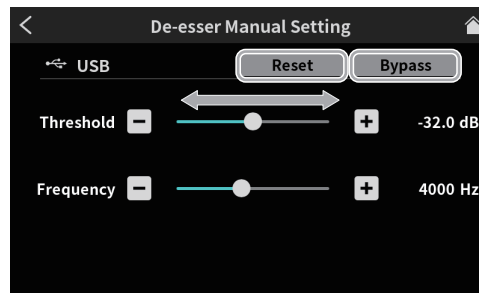 De-esser Manual Setting
USB Reset Bypass
Threshold - + -32.0 dB
Frequency - + 4000 Hz